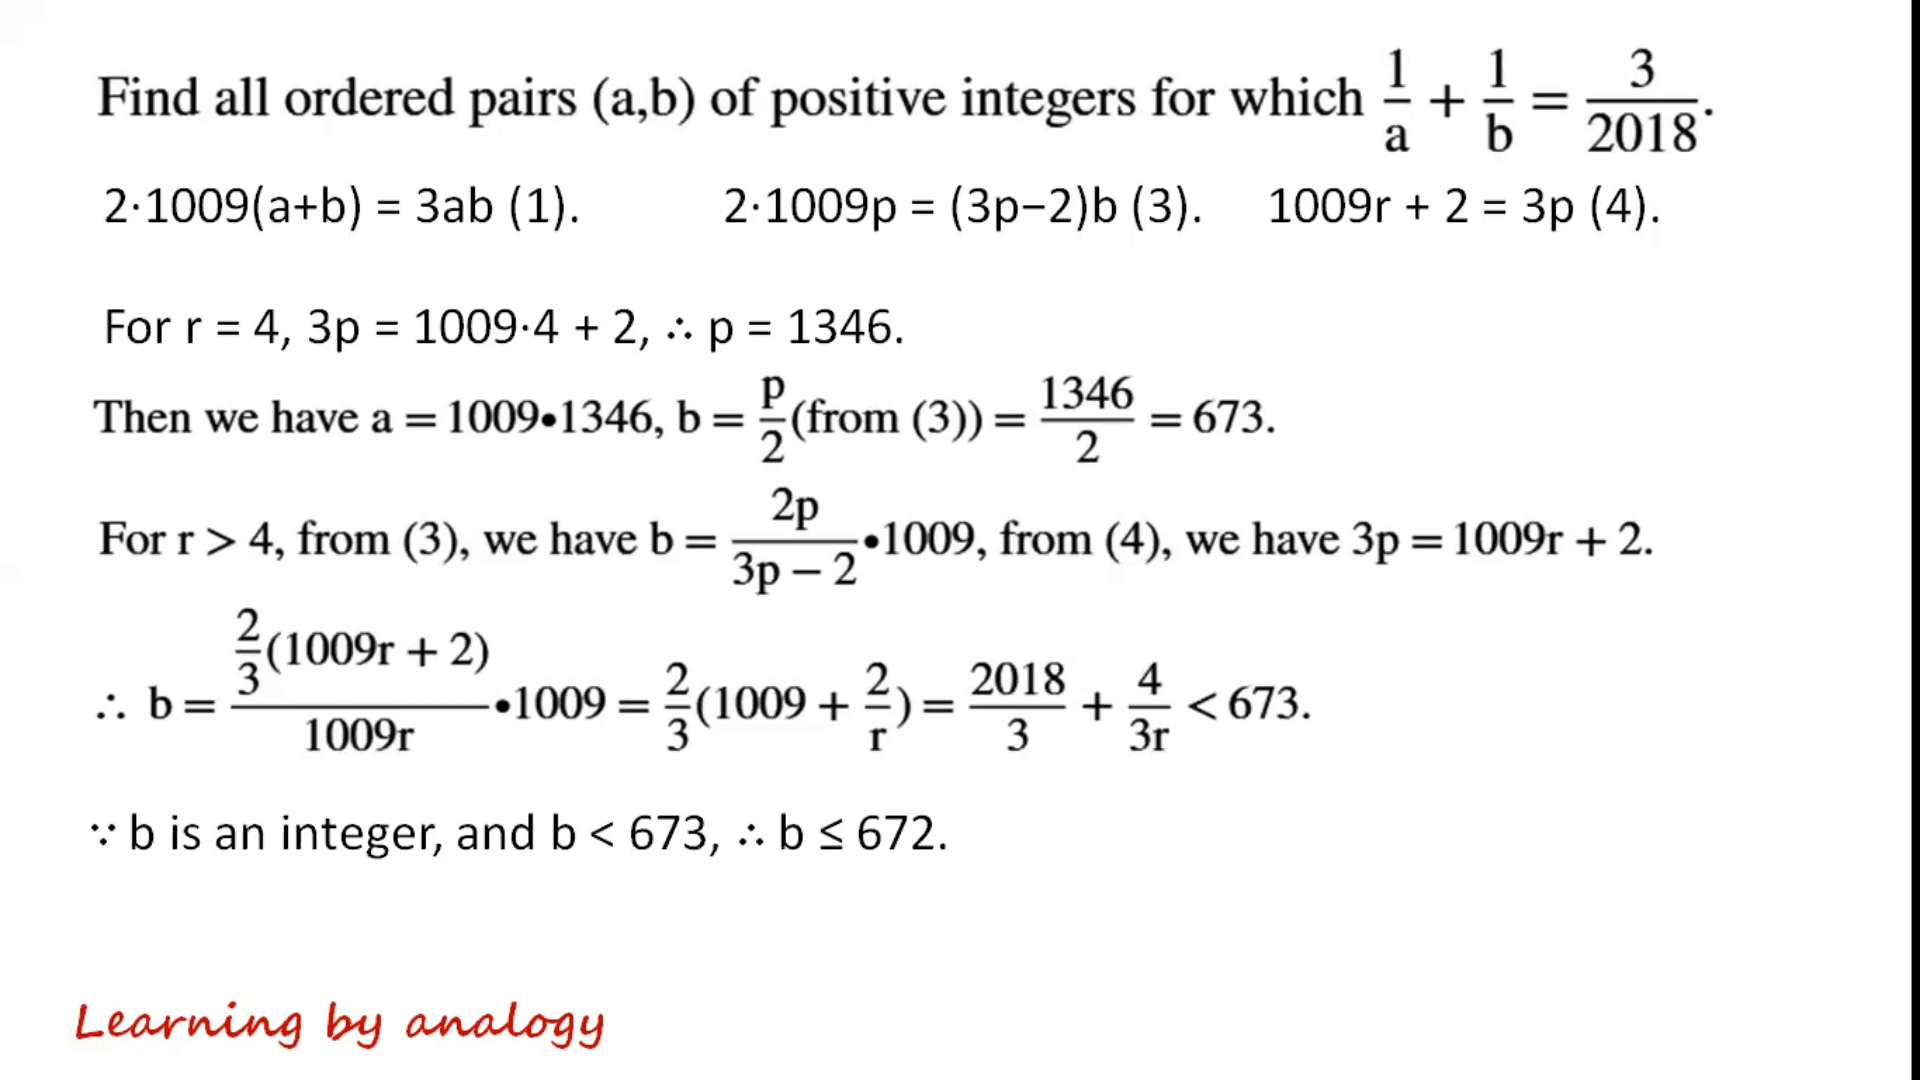 Find all ordered pairs (a,b) of positive integers for which 1/a + 1/b = 3/2018.
2·1009(a+b) = 3ab (1). 2·1009p = (3p−2)b (3). 1009r + 2 = 3p (4).
For r = 4, 3p = 1009·4 + 2, ∴ p = 1346.
Then we have a = 1009•1346, b = p/2 (from (3)) = 1346/2 = 673.
For r > 4, from (3), we have b = 2p/(3p − 2) •1009, from (4), we have 3p = 1009r + 2.
∴ b = (2/3 (1009r + 2))/(1009r) •1009 = 2/3 (1009 + 2/r) = 2018/3 + 4/3r < 673.
∵ b is an integer, and b < 673, ∴ b ≤ 672.
Learning by analogy